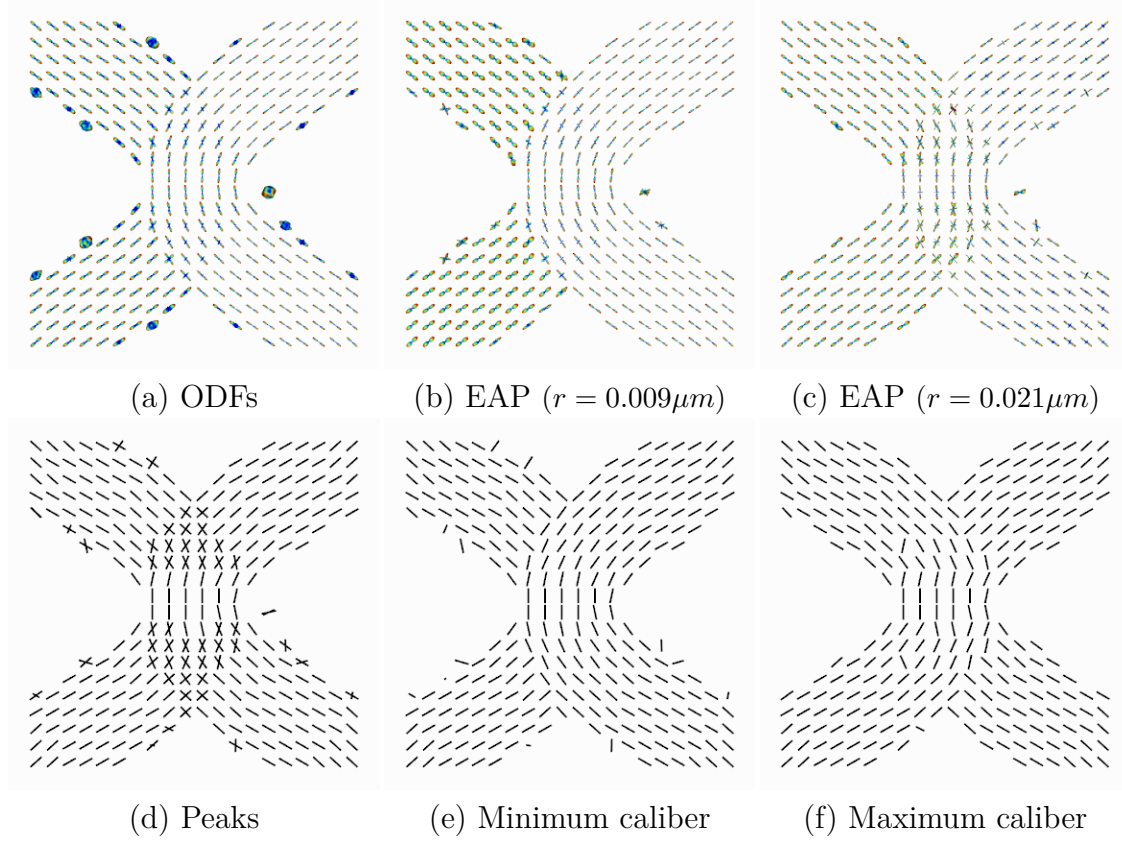 (a) ODFs
(b) EAP (r = 0.009μm)
(c) EAP (r = 0.021μm)
(d) Peaks
(e) Minimum caliber
(f) Maximum caliber